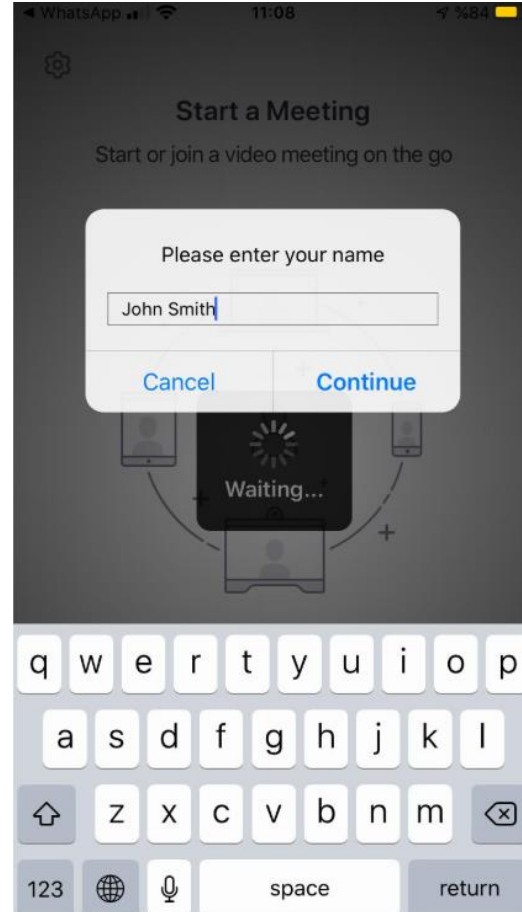 WhatsApp 11:08 %84
Start a Meeting
Start or join a video meeting on the go
Please enter your name
John Smith
Cancel Continue
Waiting...
q w e r t y u i o p
a s d f g h j k l
z x c v b n m
123 space return